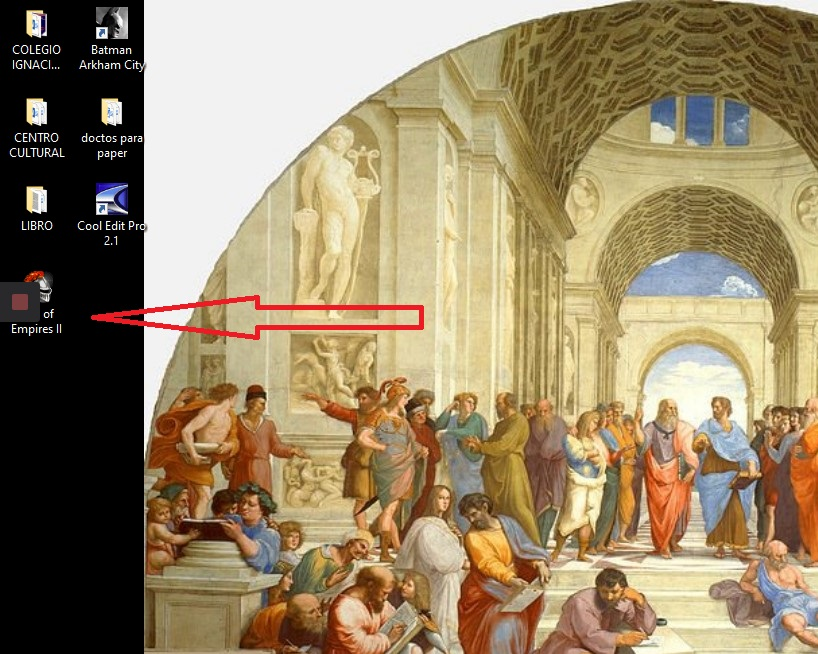 COLEGIO
IGNACI...
Batman
Arkham City
CENTRO
CULTURAL
doctos para
paper
LIBRO
Cool Edit Pro
2.1
of
Empires II